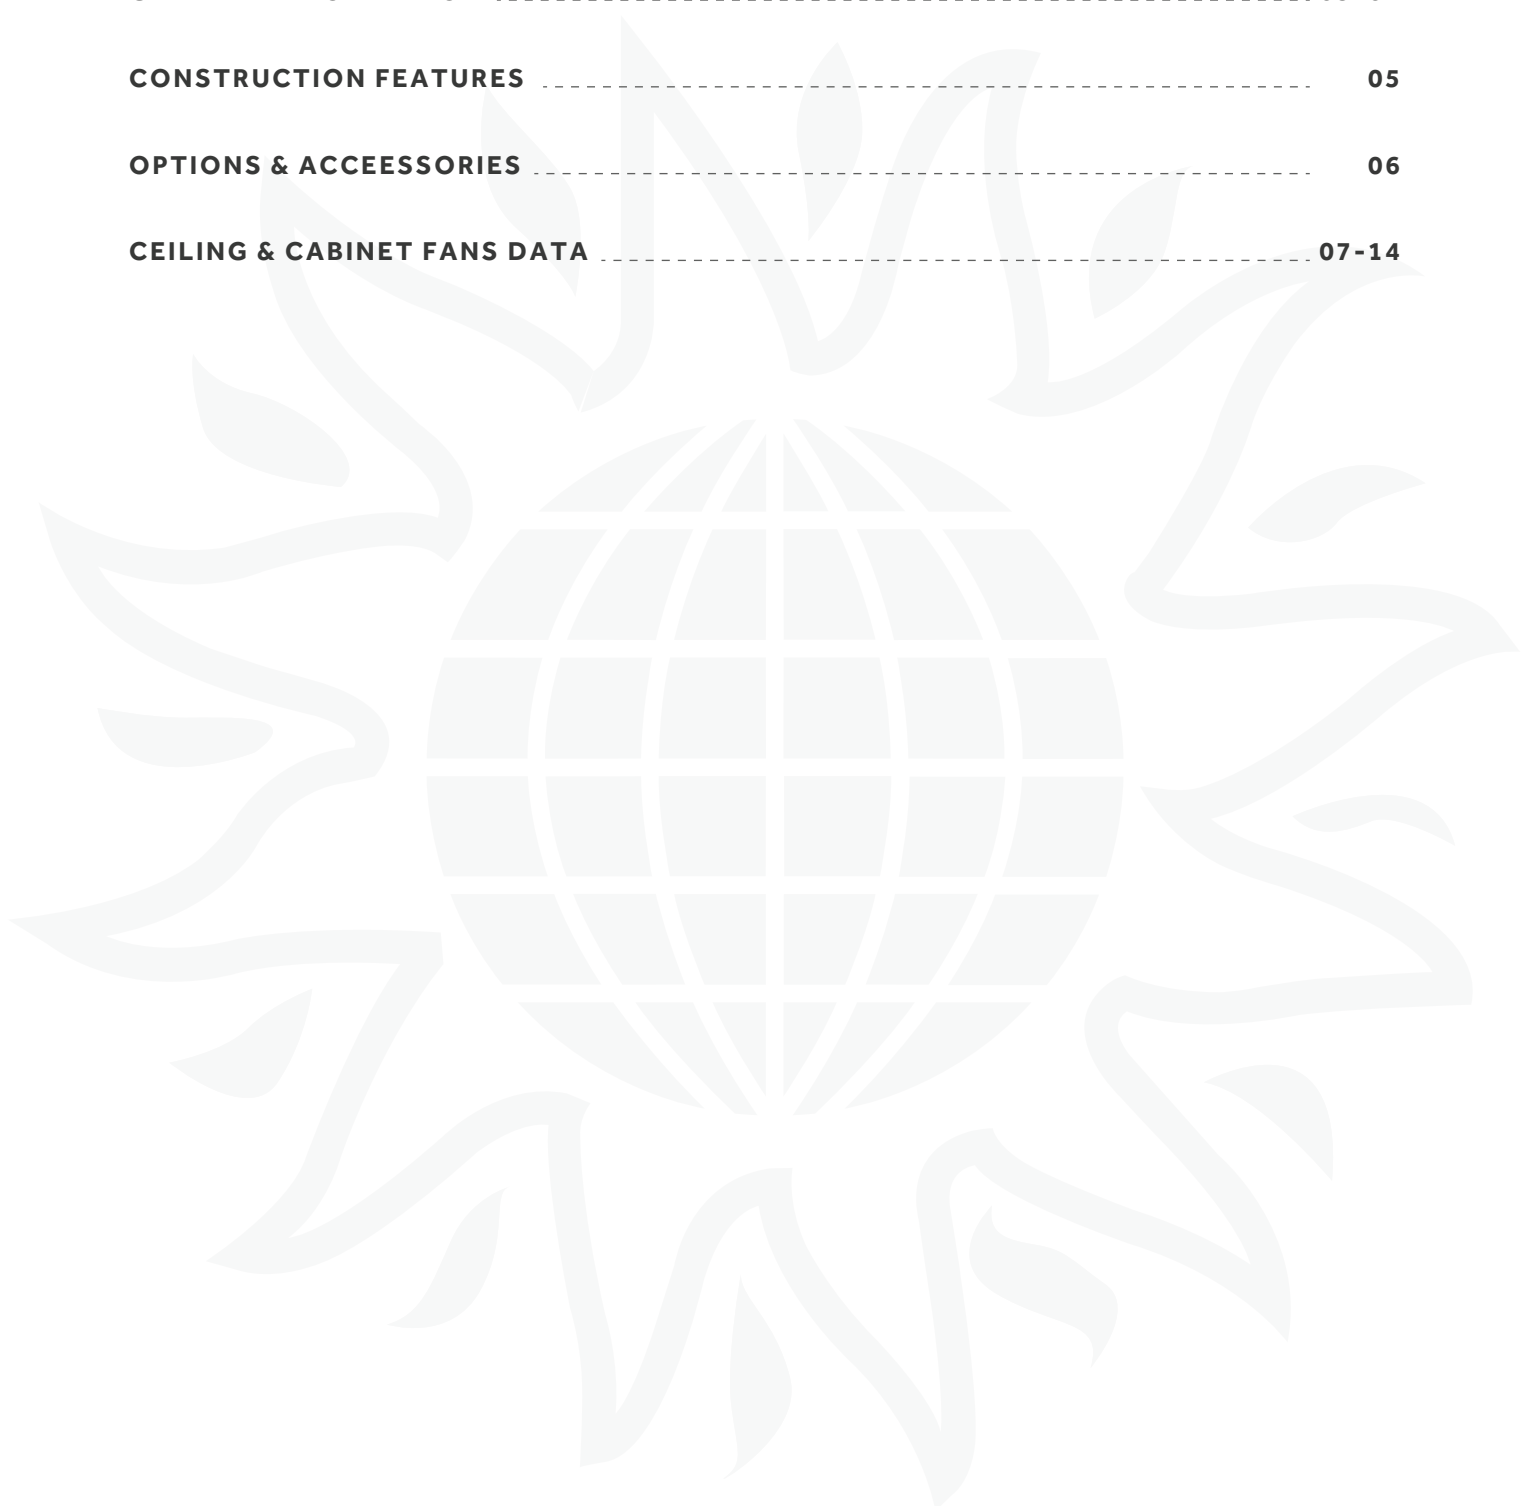 CONSTRUCTION FEATURES 05
OPTIONS & ACCEESSORIES 06
CEILING & CABINET FANS DATA 07-14